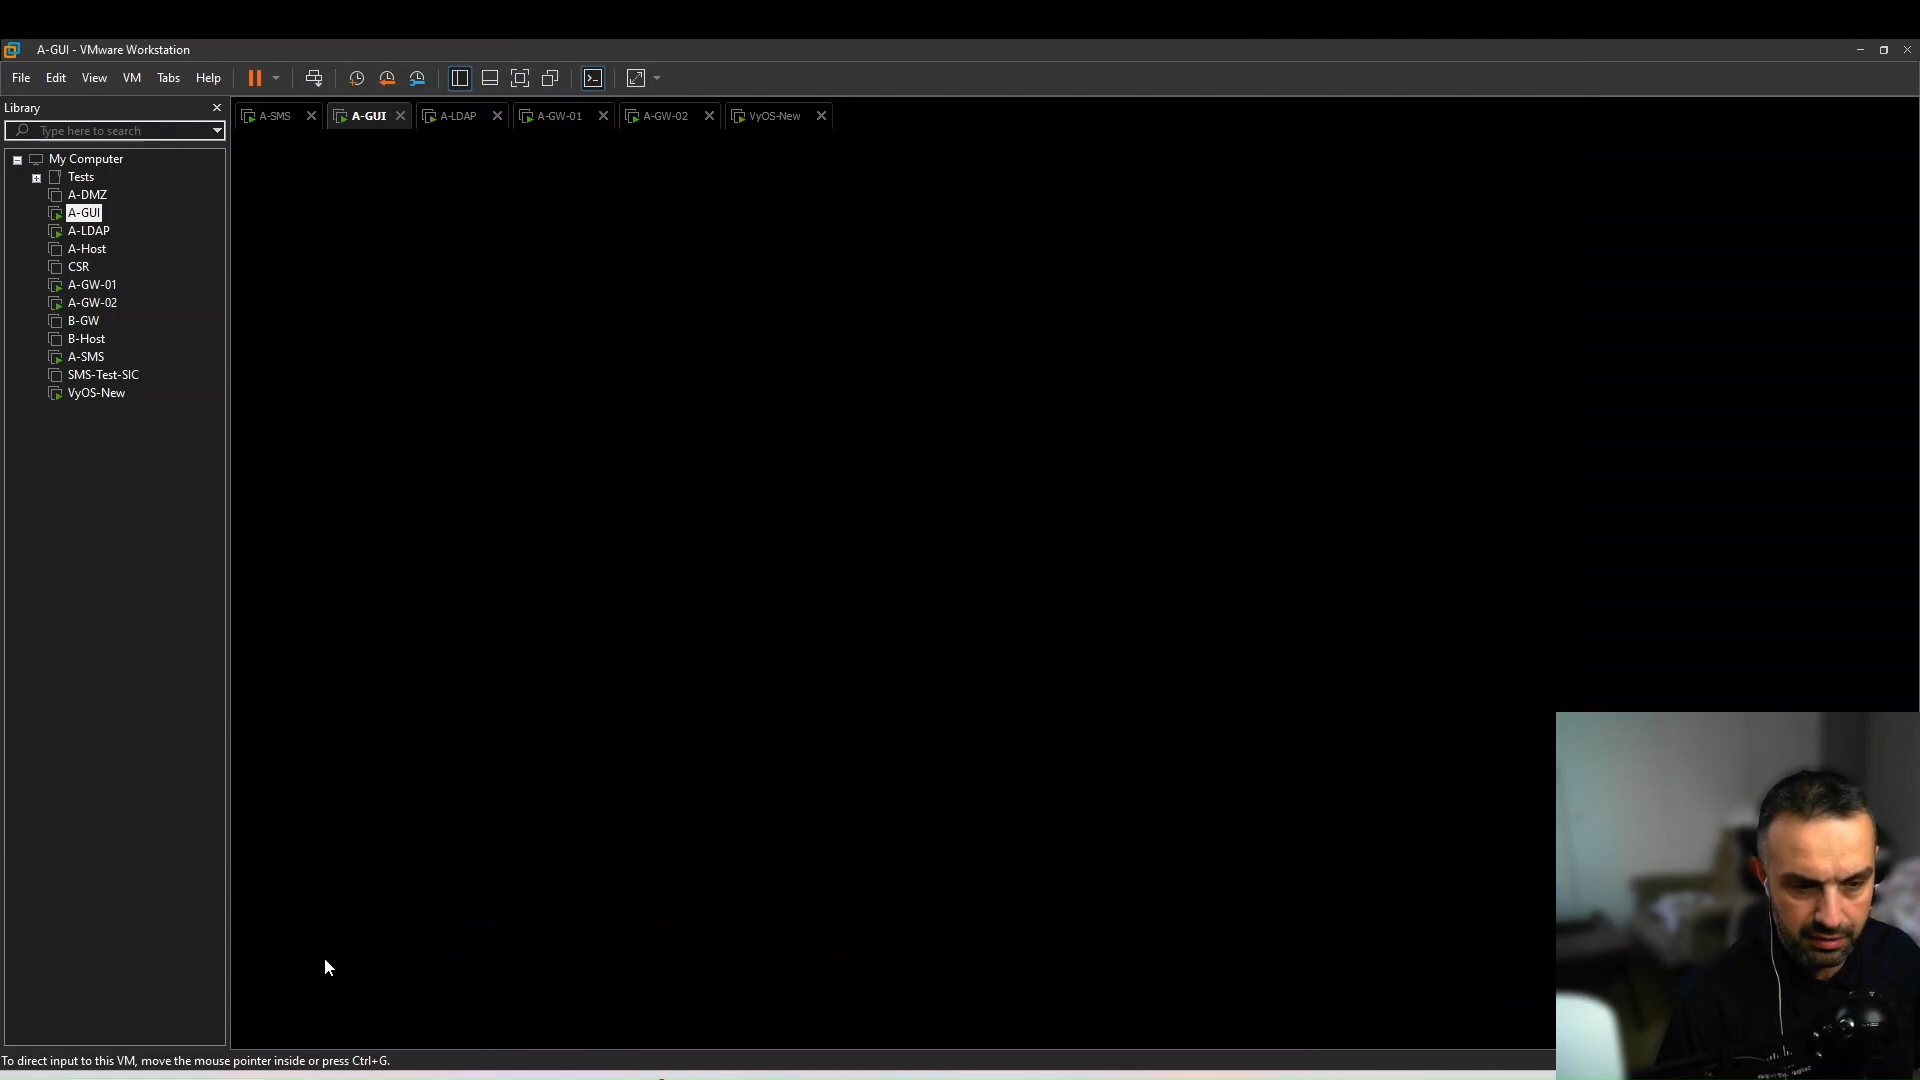 A-GUI - VMware Workstation
File Edit View VM Tabs Help
Library
Type here to search
My Computer
Tests
A-DMZ
A-GUI
A-LDAP
A-Host
CSR
A-GW-01
A-GW-02
B-GW
B-Host
A-SMS
SMS-Test-SIC
VyOS-New
A-SMS A-GUI A-LDAP A-GW-01 A-GW-02 VyOS-New
To direct input to this VM, move the mouse pointer inside or press Ctrl+G.